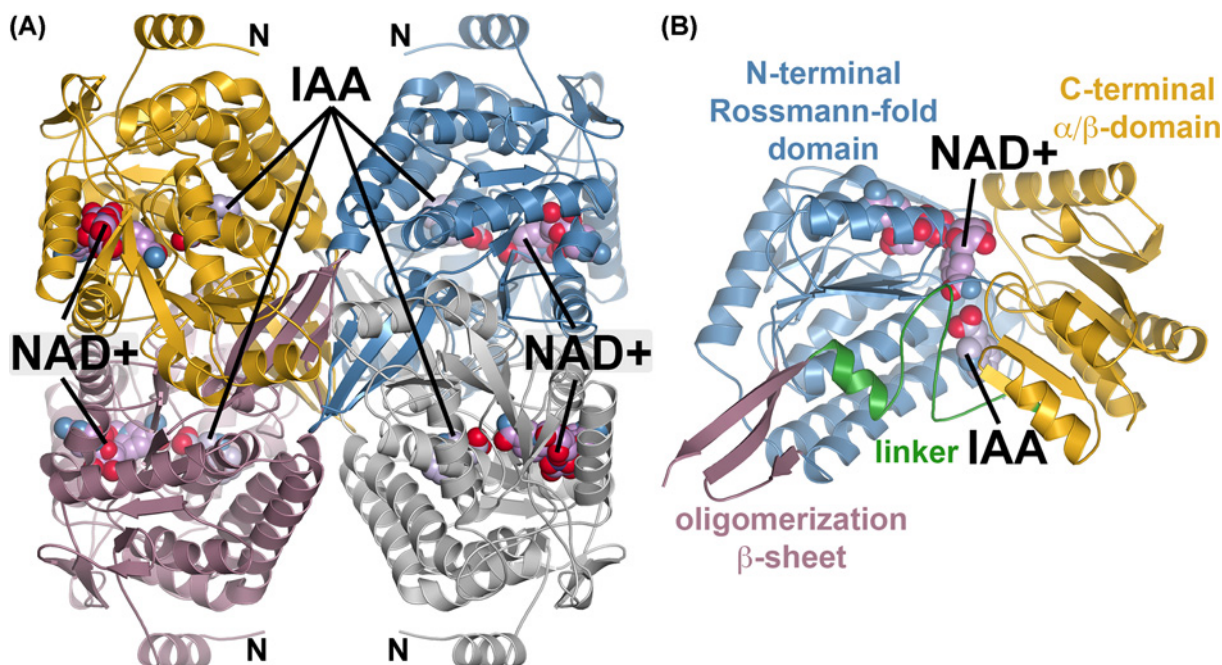 (A)
N
N
IAA
NAD+
NAD+
N
N
(B)
N-terminal
Rossmann-fold
domain
C-terminal
α/β-domain
NAD+
linker
IAA
oligomerization
β-sheet